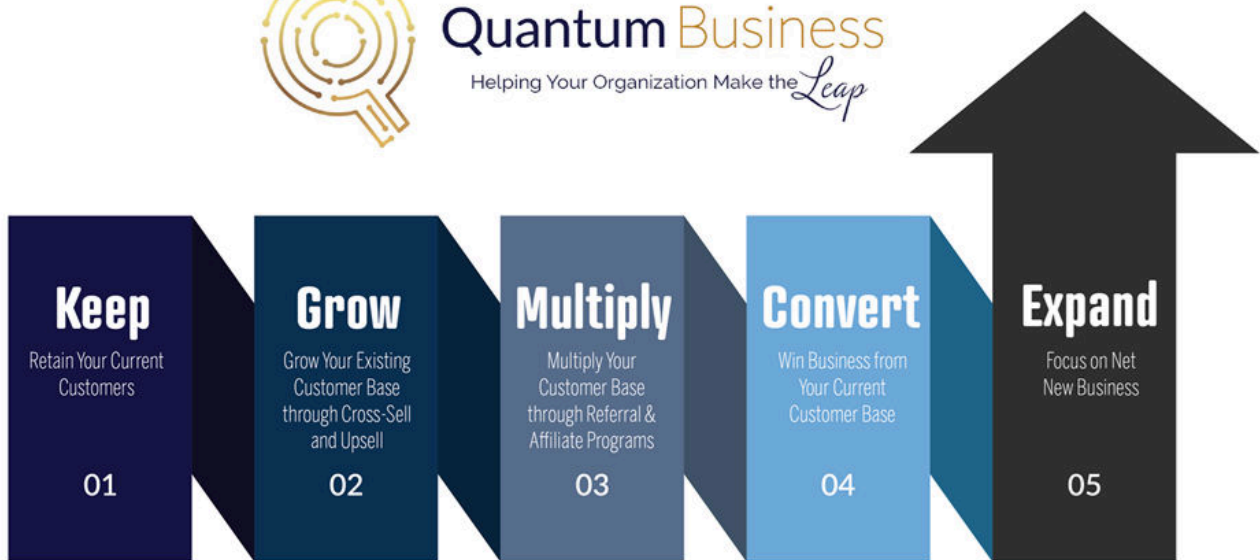 Quantum Business
Helping Your Organization Make the Leap
Keep
Retain Your Current
Customers
01
Grow
Grow Your Existing
Customer Base
through Cross-Sell
and Upsell
02
Multiply
Multiply Your
Customer Base
through Referral &
Affiliate Programs
03
Convert
Win Business from
Your Current
Customer Base
04
Expand
Focus on Net
New Business
05